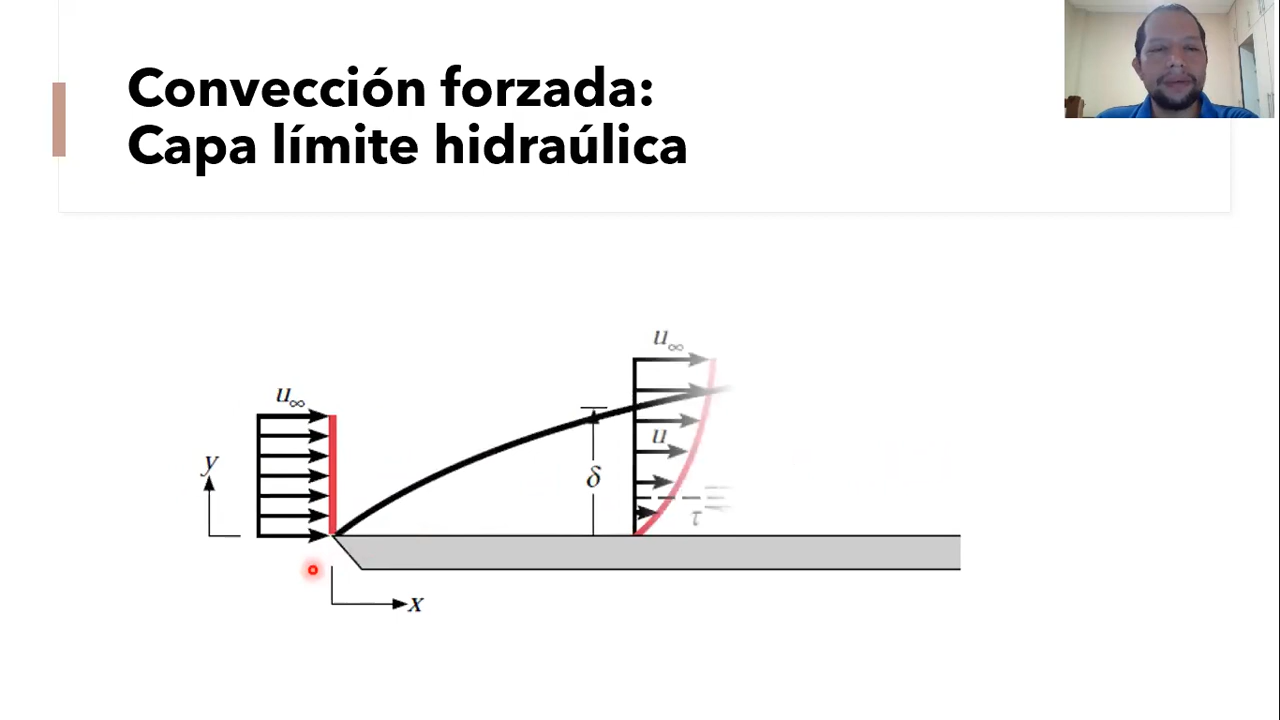 Convección forzada:
Capa límite hidraúlica
u∞
u∞
y
u
δ
τ
x